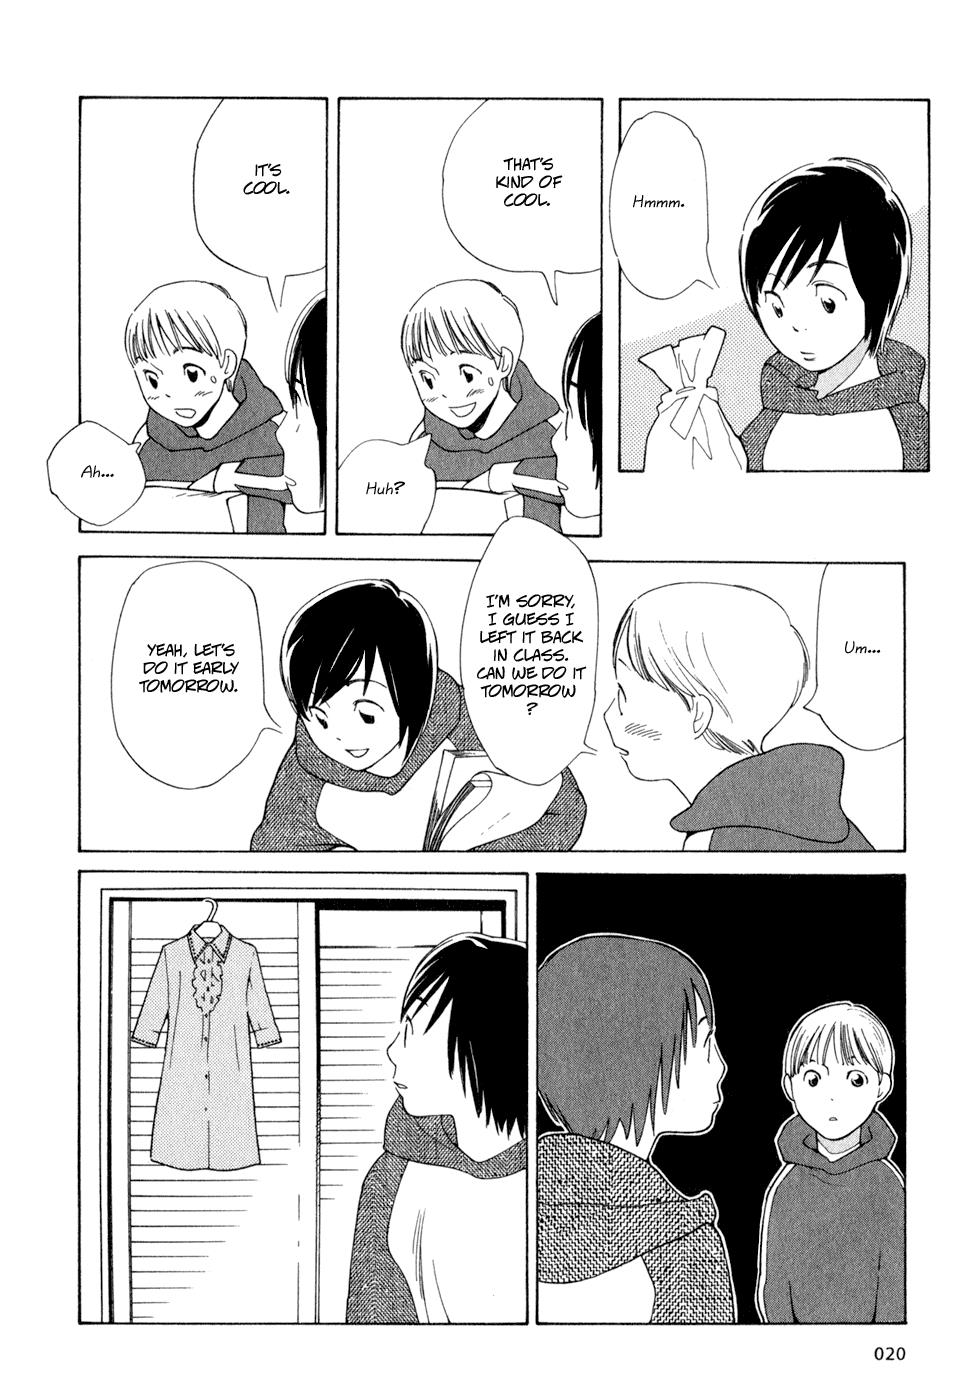 Hmmm.
THAT'S
KIND OF
COOL.
Huh?
IT'S
COOL.
Ah...
Um...
I'M SORRY,
I GUESS I
LEFT IT BACK
IN CLASS.
CAN WE DO IT
TOMORROW
?
YEAH, LET'S
DO IT EARLY
TOMORROW.
020